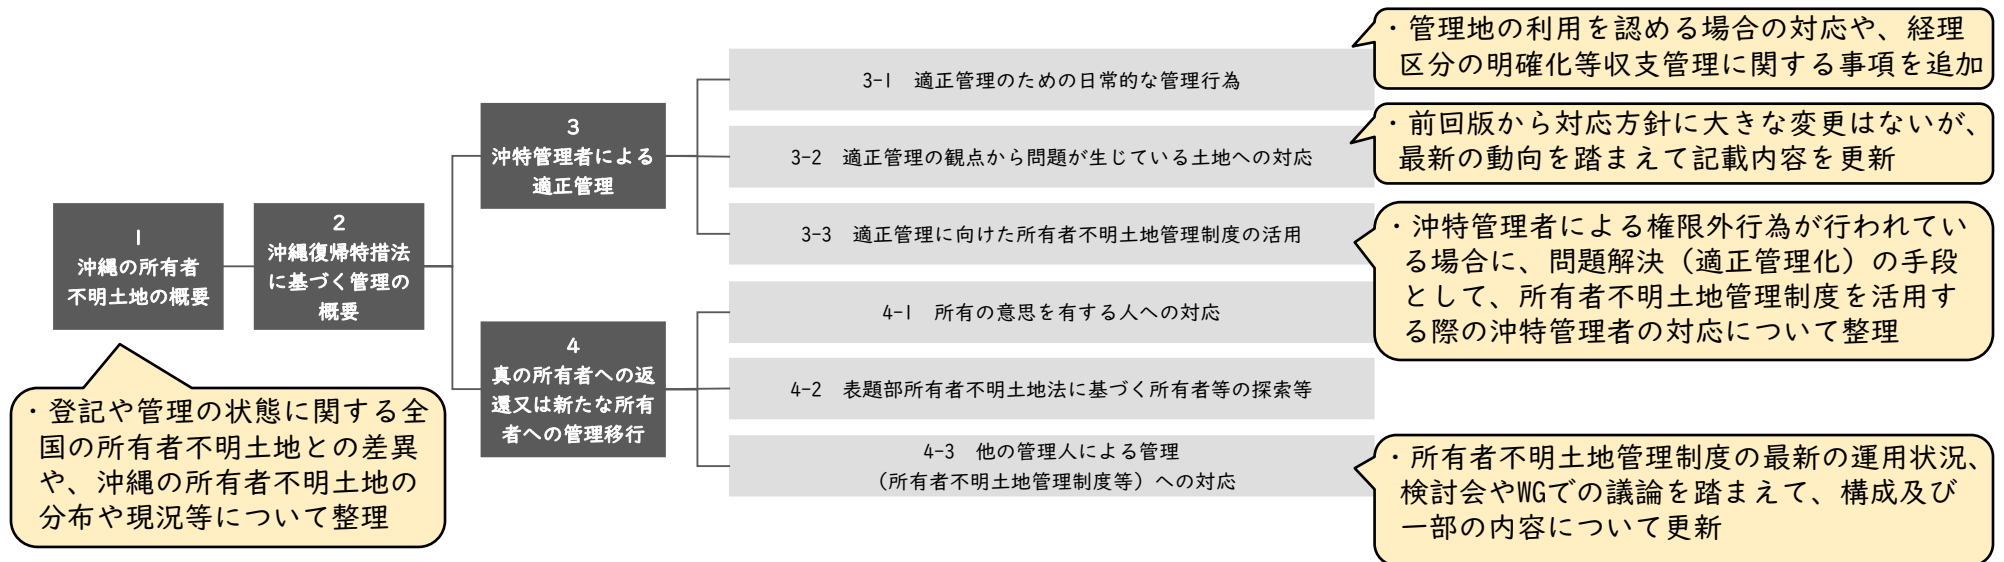 1
沖縄の所有者
不明土地の概要
・登記や管理の状態に関する全
国の所有者不明土地との差異
や、沖縄の所有者不明土地の
分布や現況等について整理
2
沖縄復帰特措法
に基づく管理の
概要
3
沖特管理者による
適正管理
3-1　適正管理のための日常的な管理行為
・管理地の利用を認める場合の対応や、経理
区分の明確化等収支管理に関する事項を追加
3-2　適正管理の観点から問題が生じている土地への対応
・前回版から対応方針に大きな変更はないが、
最新の動向を踏まえて記載内容を更新
3-3　適正管理に向けた所有者不明土地管理制度の活用
・沖特管理者による権限外行為が行われてい
る場合に、問題解決（適正管理化）の手段
として、所有者不明土地管理制度を活用す
る際の沖特管理者の対応について整理
4
真の所有者への返
還又は新たな所有
者への管理移行
4-1　所有の意思を有する人への対応
4-2　表題部所有者不明土地法に基づく所有者等の探索等
4-3　他の管理人による管理
（所有者不明土地管理制度等）への対応
・所有者不明土地管理制度の最新の運用状況、
検討会やWGでの議論を踏まえて、構成及び
一部の内容について更新